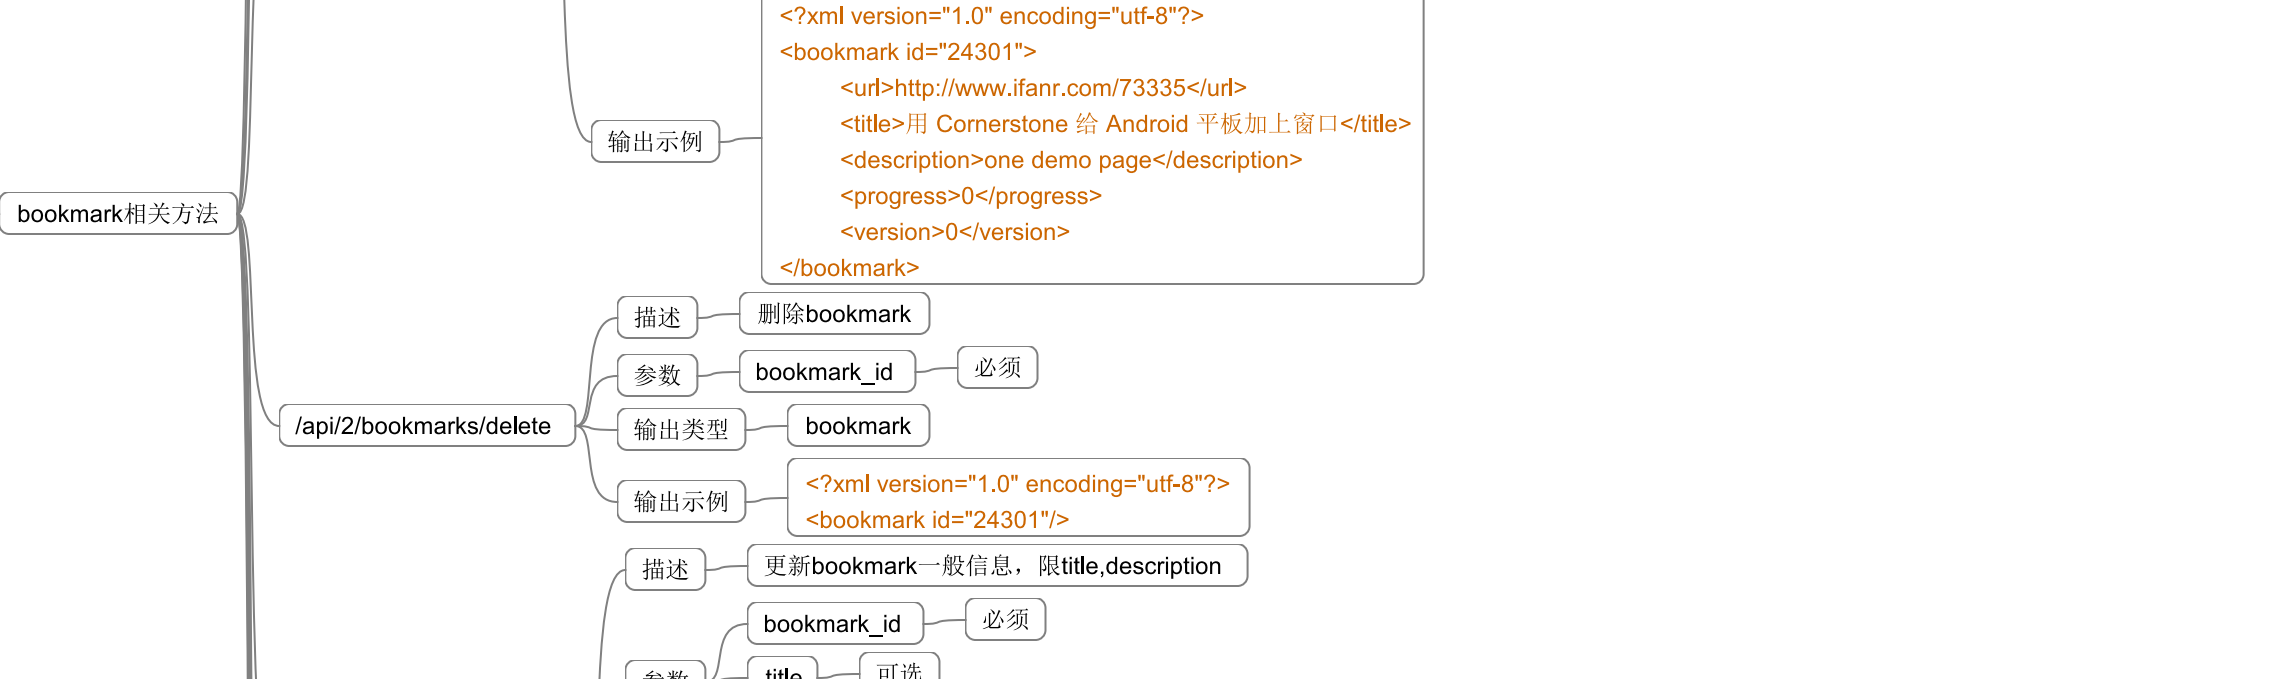 <?xml version="1.0" encoding="utf-8"?>
<bookmark id="24301">
<url>http://www.ifanr.com/73335</url>
<title>用 Cornerstone 给 Android 平板加上窗口</title>
<description>one demo page</description>
<progress>0</progress>
<version>0</version>
</bookmark>
输出示例
bookmark相关方法
/api/2/bookmarks/delete
描述
删除bookmark
参数
bookmark_id
必须
输出类型
bookmark
输出示例
<?xml version="1.0" encoding="utf-8"?>
<bookmark id="24301"/>
描述
更新bookmark一般信息，限title,description
参数
bookmark_id
必须
title
可选